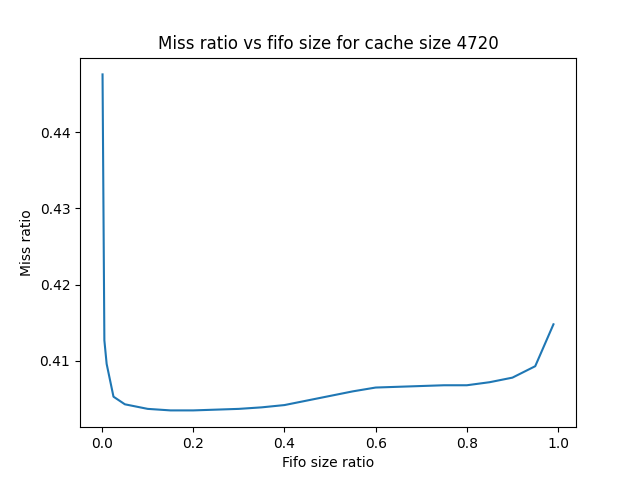 Miss ratio vs fifo size for cache size 4720
0.44
0.43
0.42
0.41
Miss ratio
0.0 0.2 0.4 0.6 0.8 1.0
Fifo size ratio